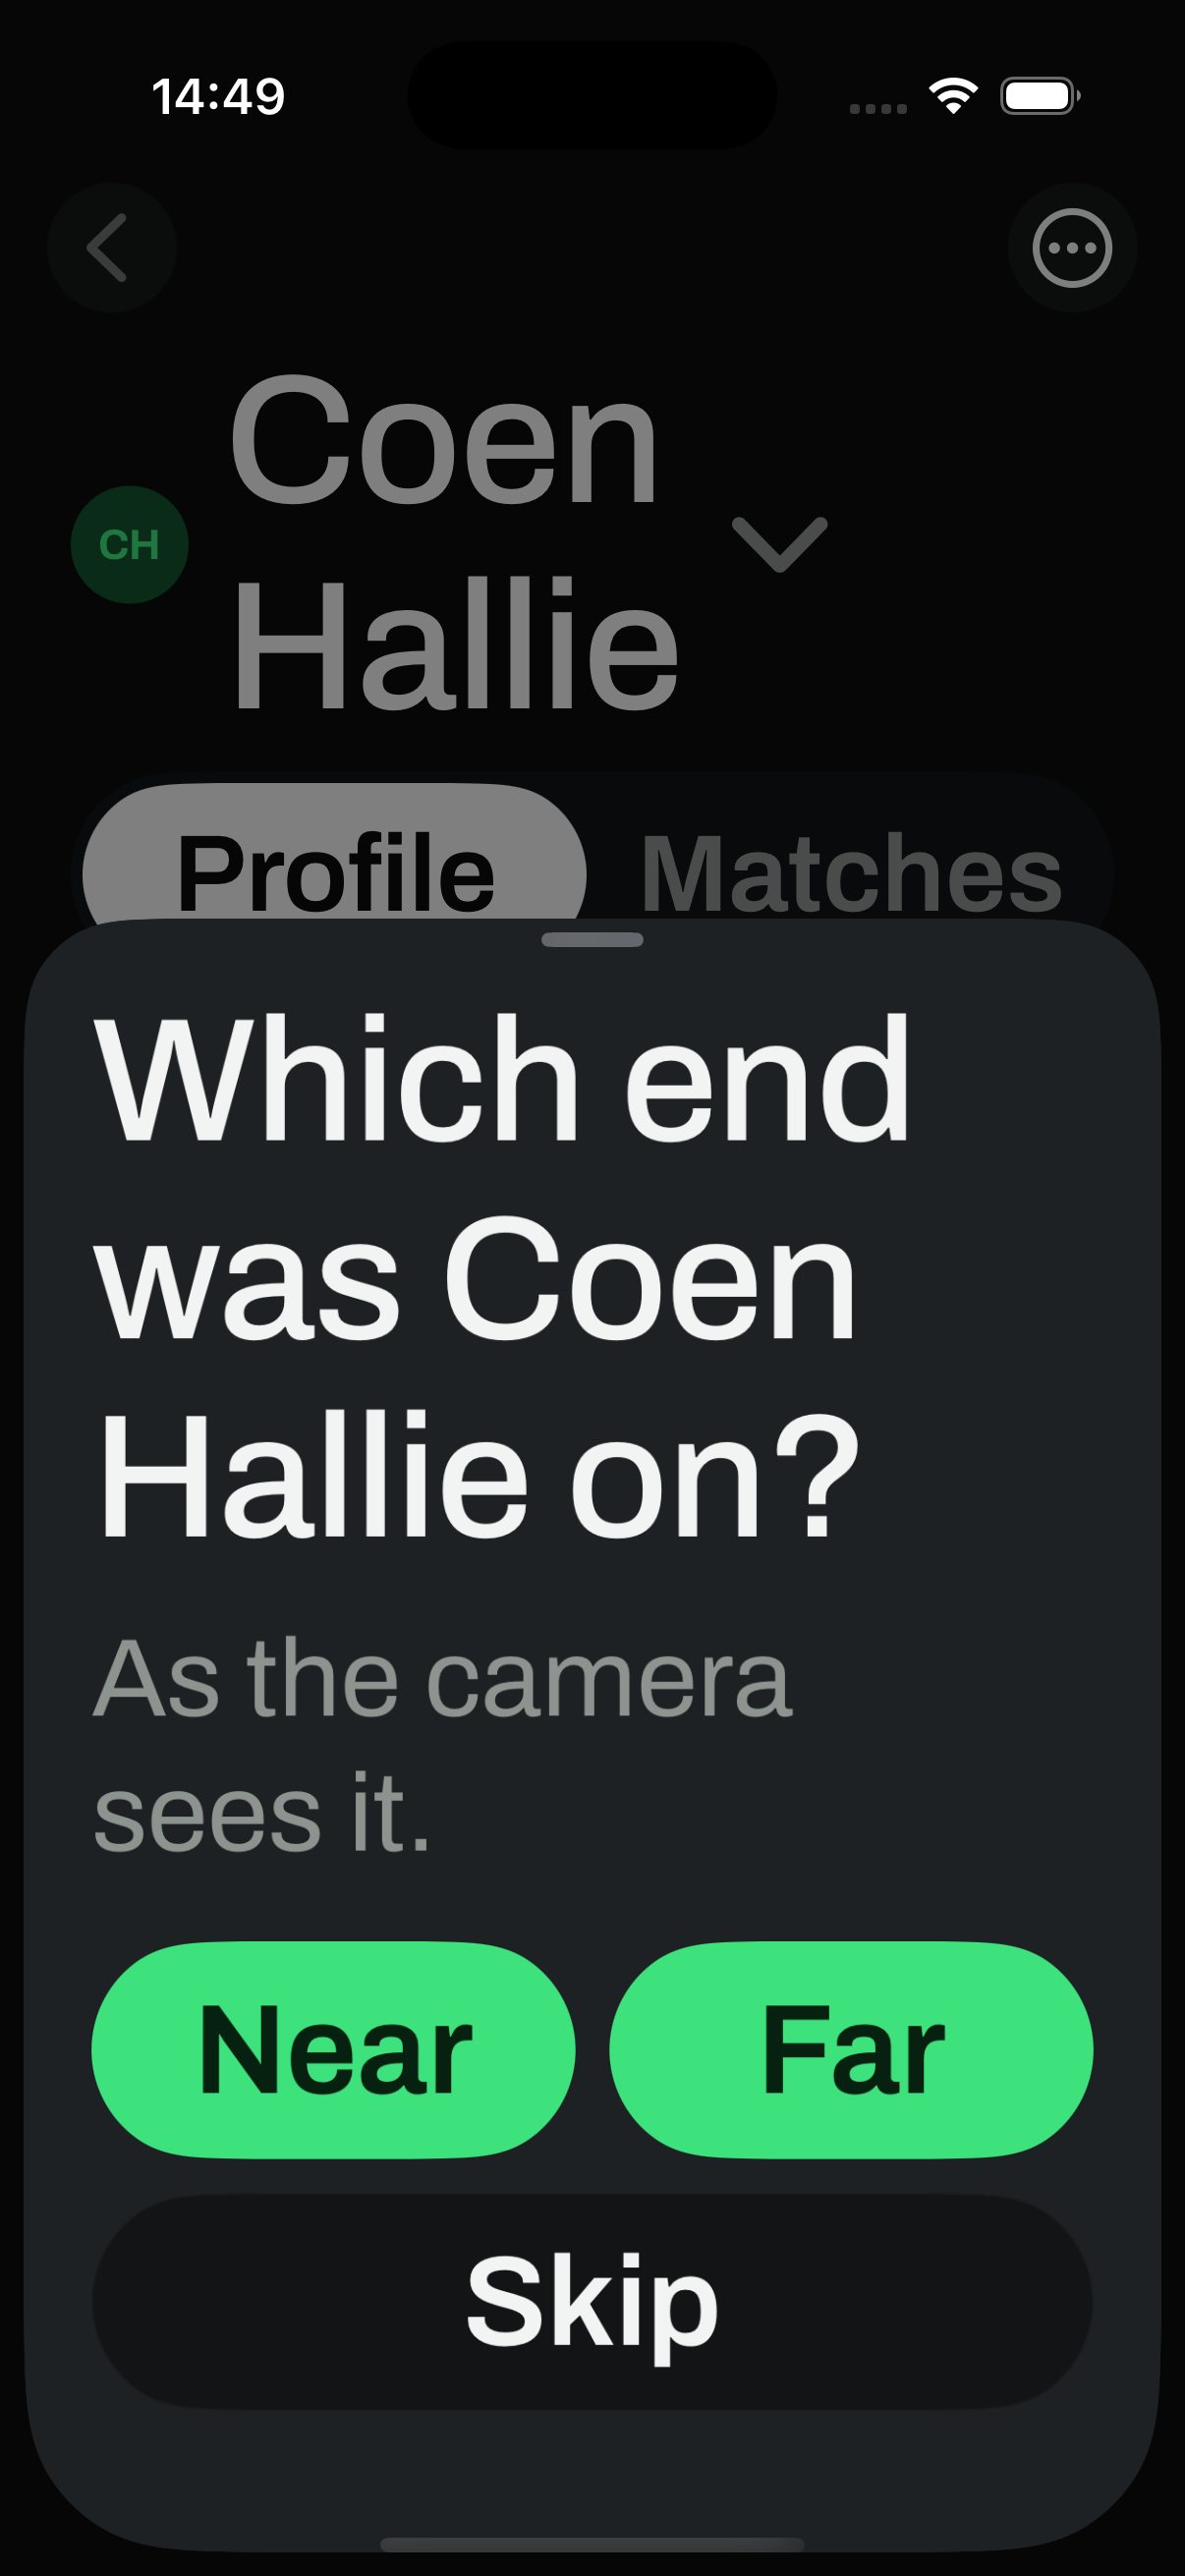 14:49
Coen
CH
Hallie
Profile Matches
Which end
was Coen
Hallie on?
As the camera
sees it.
Near Far
Skip